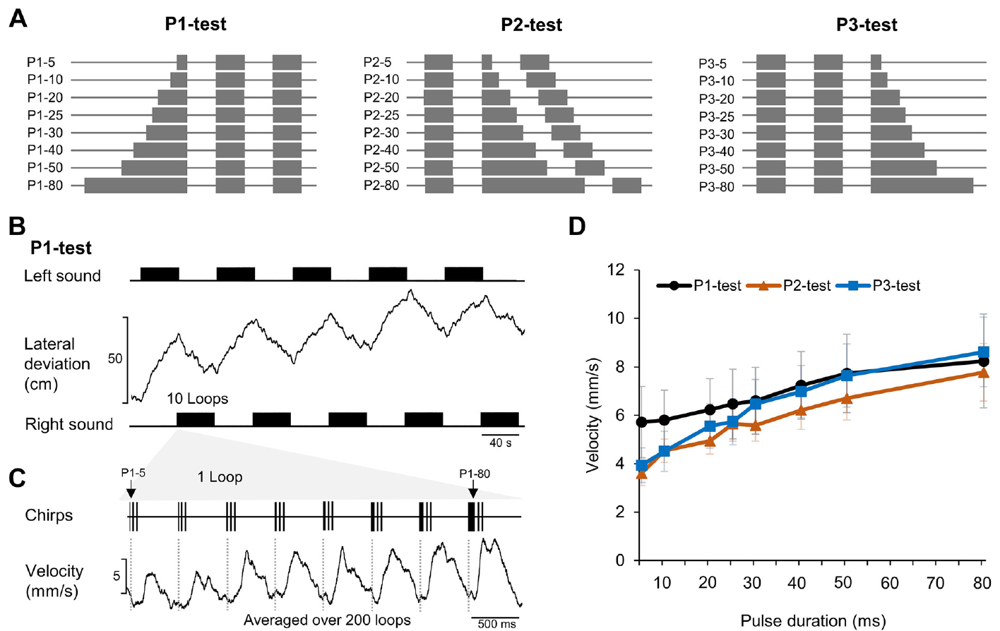 A
P1-test
P2-test
P3-test
P1-5
P1-10
P1-20
P1-25
P1-30
P1-40
P1-50
P1-80
P2-5
P2-10
P2-20
P2-25
P2-30
P2-40
P2-50
P2-80
P3-5
P3-10
P3-20
P3-25
P3-30
P3-40
P3-50
P3-80
B
P1-test
Left sound
Lateral
deviation
(cm)
50
10 Loops
Right sound
40 s
C
P1-5
1 Loop
P1-80
Chirps
Velocity
(mm/s)
5
Averaged over 200 loops
500 ms
D
P1-test P2-test P3-test
Velocity (mm/s)
12
10
8
6
4
2
0
10 20 30 40 50 60 70 80
Pulse duration (ms)